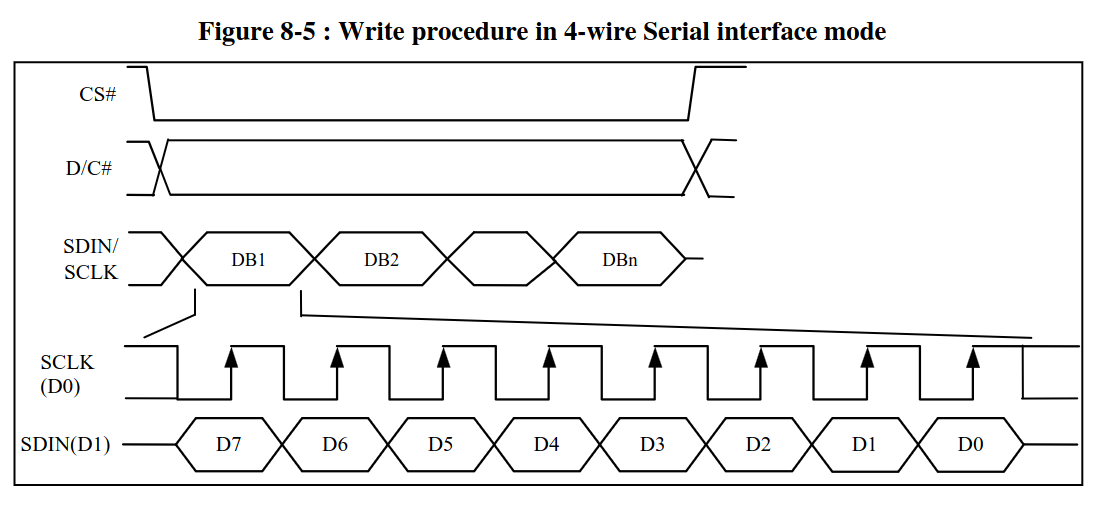 Figure 8-5 : Write procedure in 4-wire Serial interface mode
CS#
D/C#
SDIN/
SCLK
DB1 DB2 DBn
SCLK
(D0)
SDIN(D1) D7 D6 D5 D4 D3 D2 D1 D0